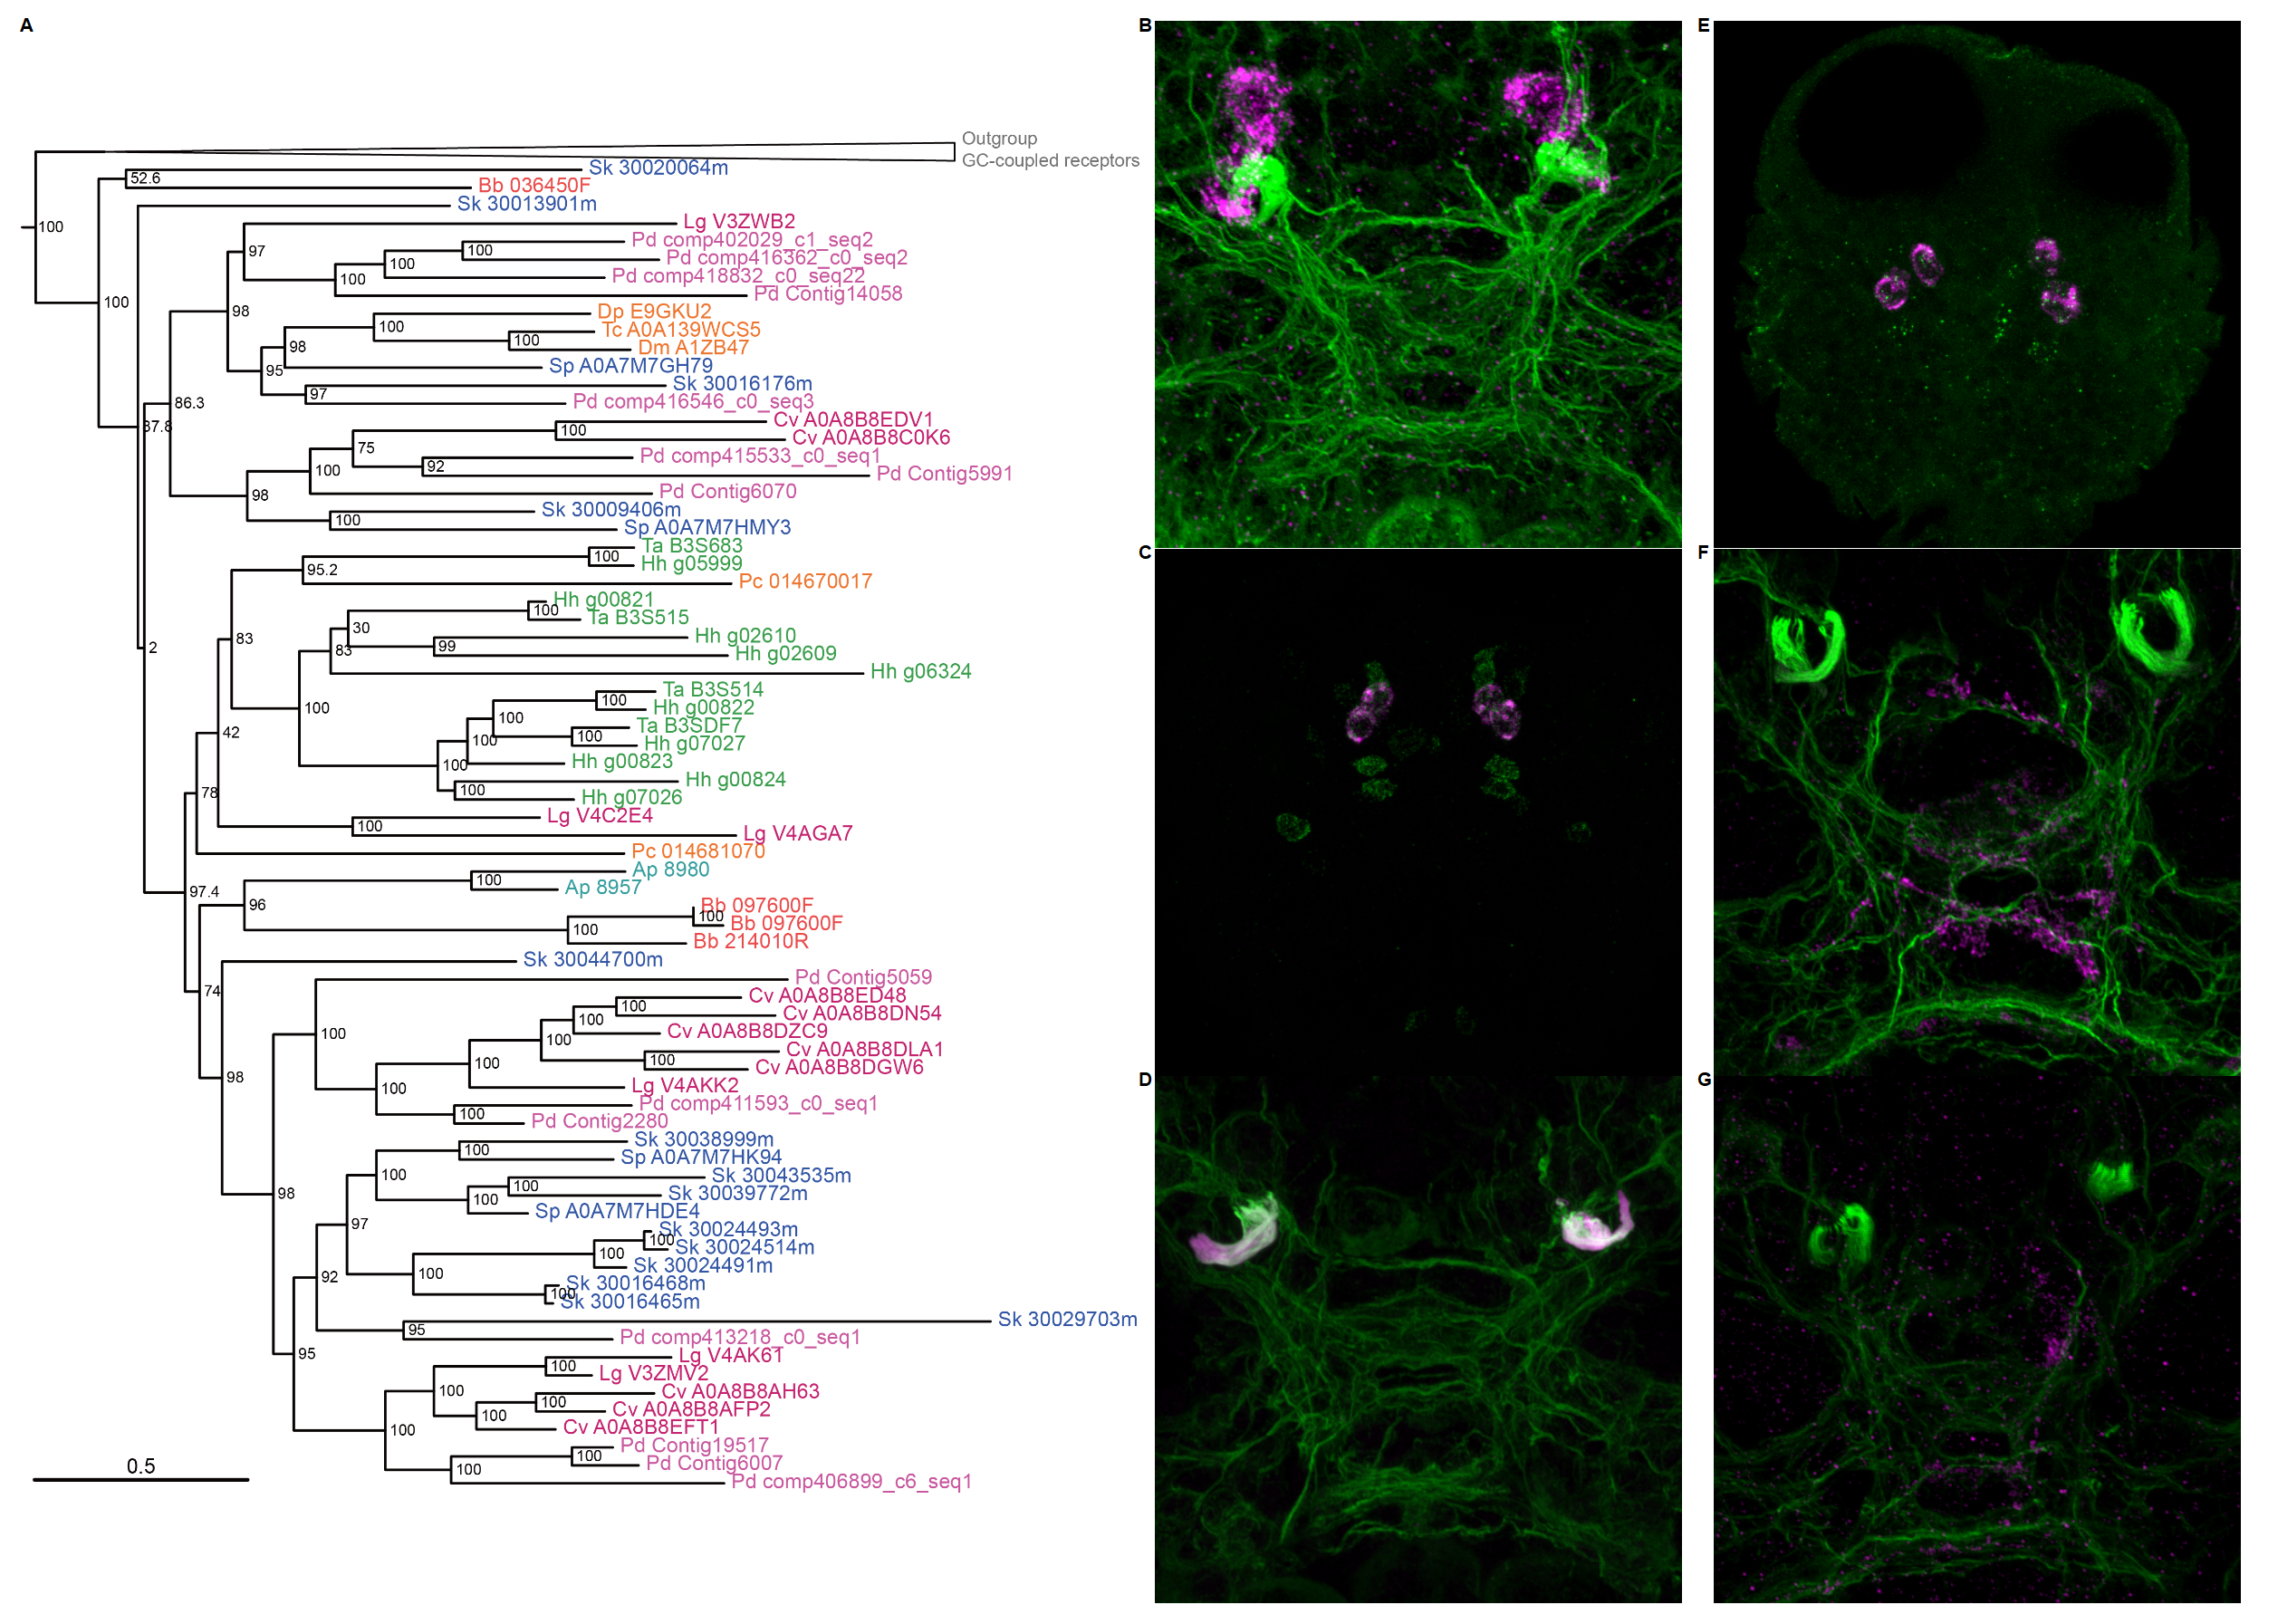 A
Outgroup
GC-coupled receptors
Sk 30020064m
52.6
Bb 036450F
Sk 30013901m
100
Lg V3ZWB2
Pd comp402029_c1_seq2
97
100
Pd comp416362_c0_seq2
100
Pd comp418832_c0_seq22
100
Pd Contig14058
100
98
Dp E9GKU2
100
Tc A0A139WCS5
100
Dm A1ZB47
98
Sp A0A7M7GH79
95
Sk 30016176m
97
Pd comp416546_c0_seq3
86.3
Cv A0A8B8EDV1
37.8
100
Cv A0A8B8C0K6
75
Pd comp415533_c0_seq1
100
92
Pd Contig5991
Pd Contig6070
98
Sk 30009406m
100
Sp A0A7M7HMY3
Ta B3S683
100
Hh g05999
95.2
Pc 014670017
Hh g00821
100
Ta B3S515
30
Hh g02610
83
99
2
83
Hh g02609
Hh g06324
Ta B3S514
100
Hh g00822
100
100
Ta B3SDF7
42
100
100
Hh g07027
Hh g00823
100
Hh g00824
78
100
Hh g07026
Lg V4C2E4
100
Lg V4AGA7
Pc 014681070
Ap 8980
100
Ap 8957
97.4
96
Bb 097600F
100
Bb 097600F
100
Bb 214010R
Sk 30044700m
Pd Contig5059
74
Cv A0A8B8ED48
100
Cv A0A8B8DN54
100
Cv A0A8B8DZC9
100
100
Cv A0A8B8DLA1
100
100
Cv A0A8B8DGW6
98
100
Lg V4AKK2
Pd comp411593_c0_seq1
100
Pd Contig2280
Sk 30038999m
100
Sp A0A7M7HK94
100
Sk 30043535m
100
98
100
Sk 30039772m
Sp A0A7M7HDE4
97
Sk 30024493m
100
Sk 30024514m
100
Sk 30024491m
92
100
Sk 30016468m
100
Sk 30016465m
Sk 30029703m
95
Pd comp413218_c0_seq1
95
Lg V4AK61
100
Lg V3ZMV2
100
Cv A0A8B8AH63
100
Cv A0A8B8AFP2
100
Cv A0A8B8EFT1
100
Pd Contig19517
100
Pd Contig6007
100
Pd comp406899_c6_seq1
0.5
B
E
C
F
D
G